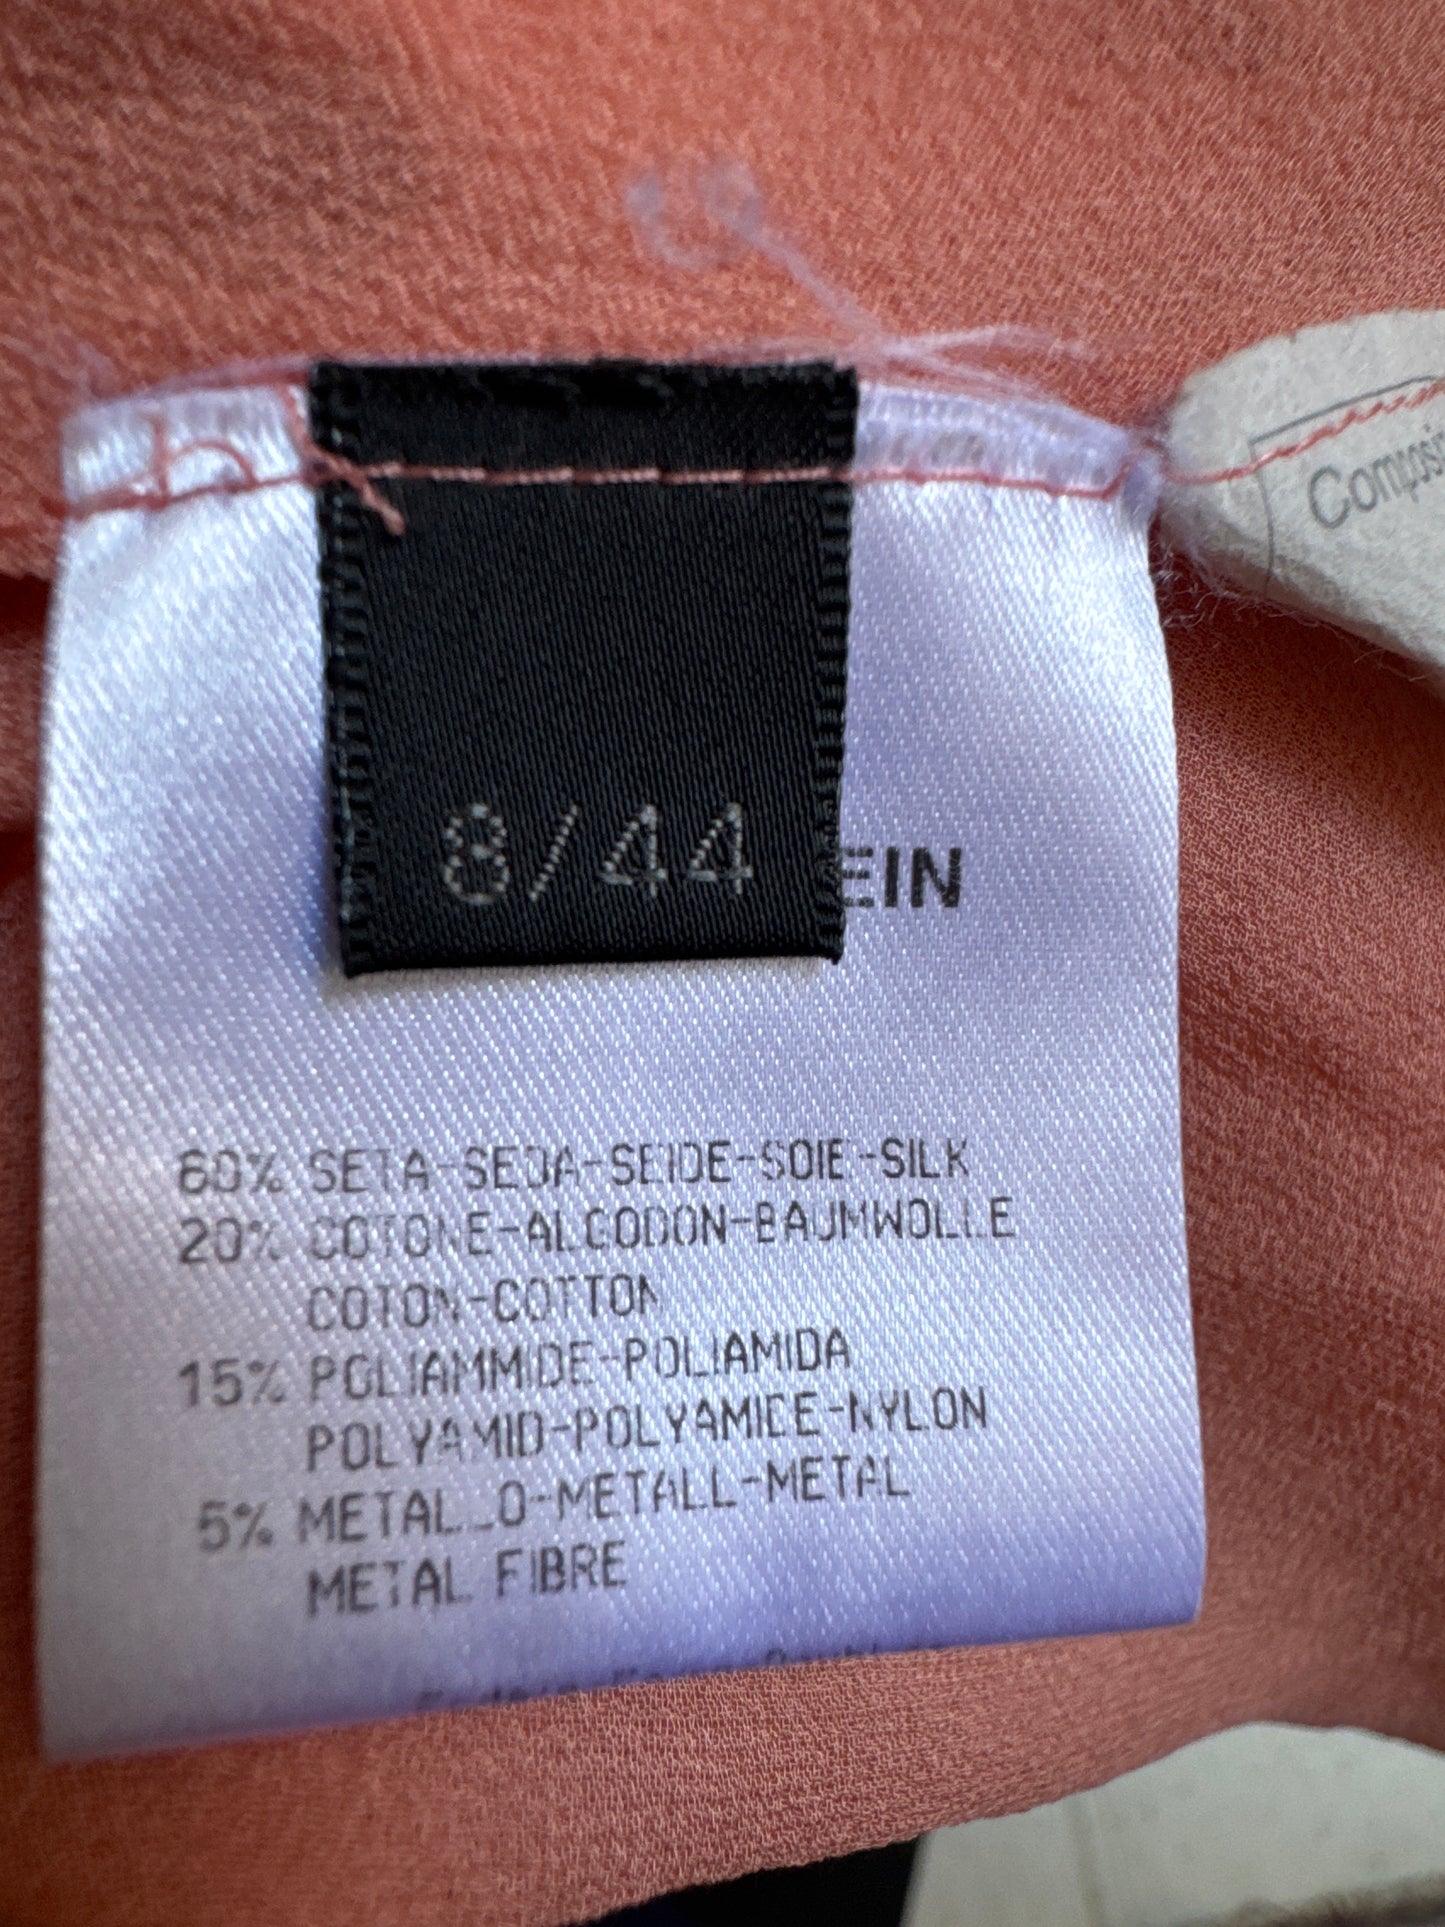 8/44
EIN
60% SETA-SEDA-SEIDE-SOIE-SILK
20% COTONE-ALGODON-BAUMWOLLE
COTON-COTTON
15% POLIAMMIDE-POLIAMIDA
POLYAMID-POLYAMIDE-NYLON
5% METALLO-METALL-METAL
METAL FIBRE